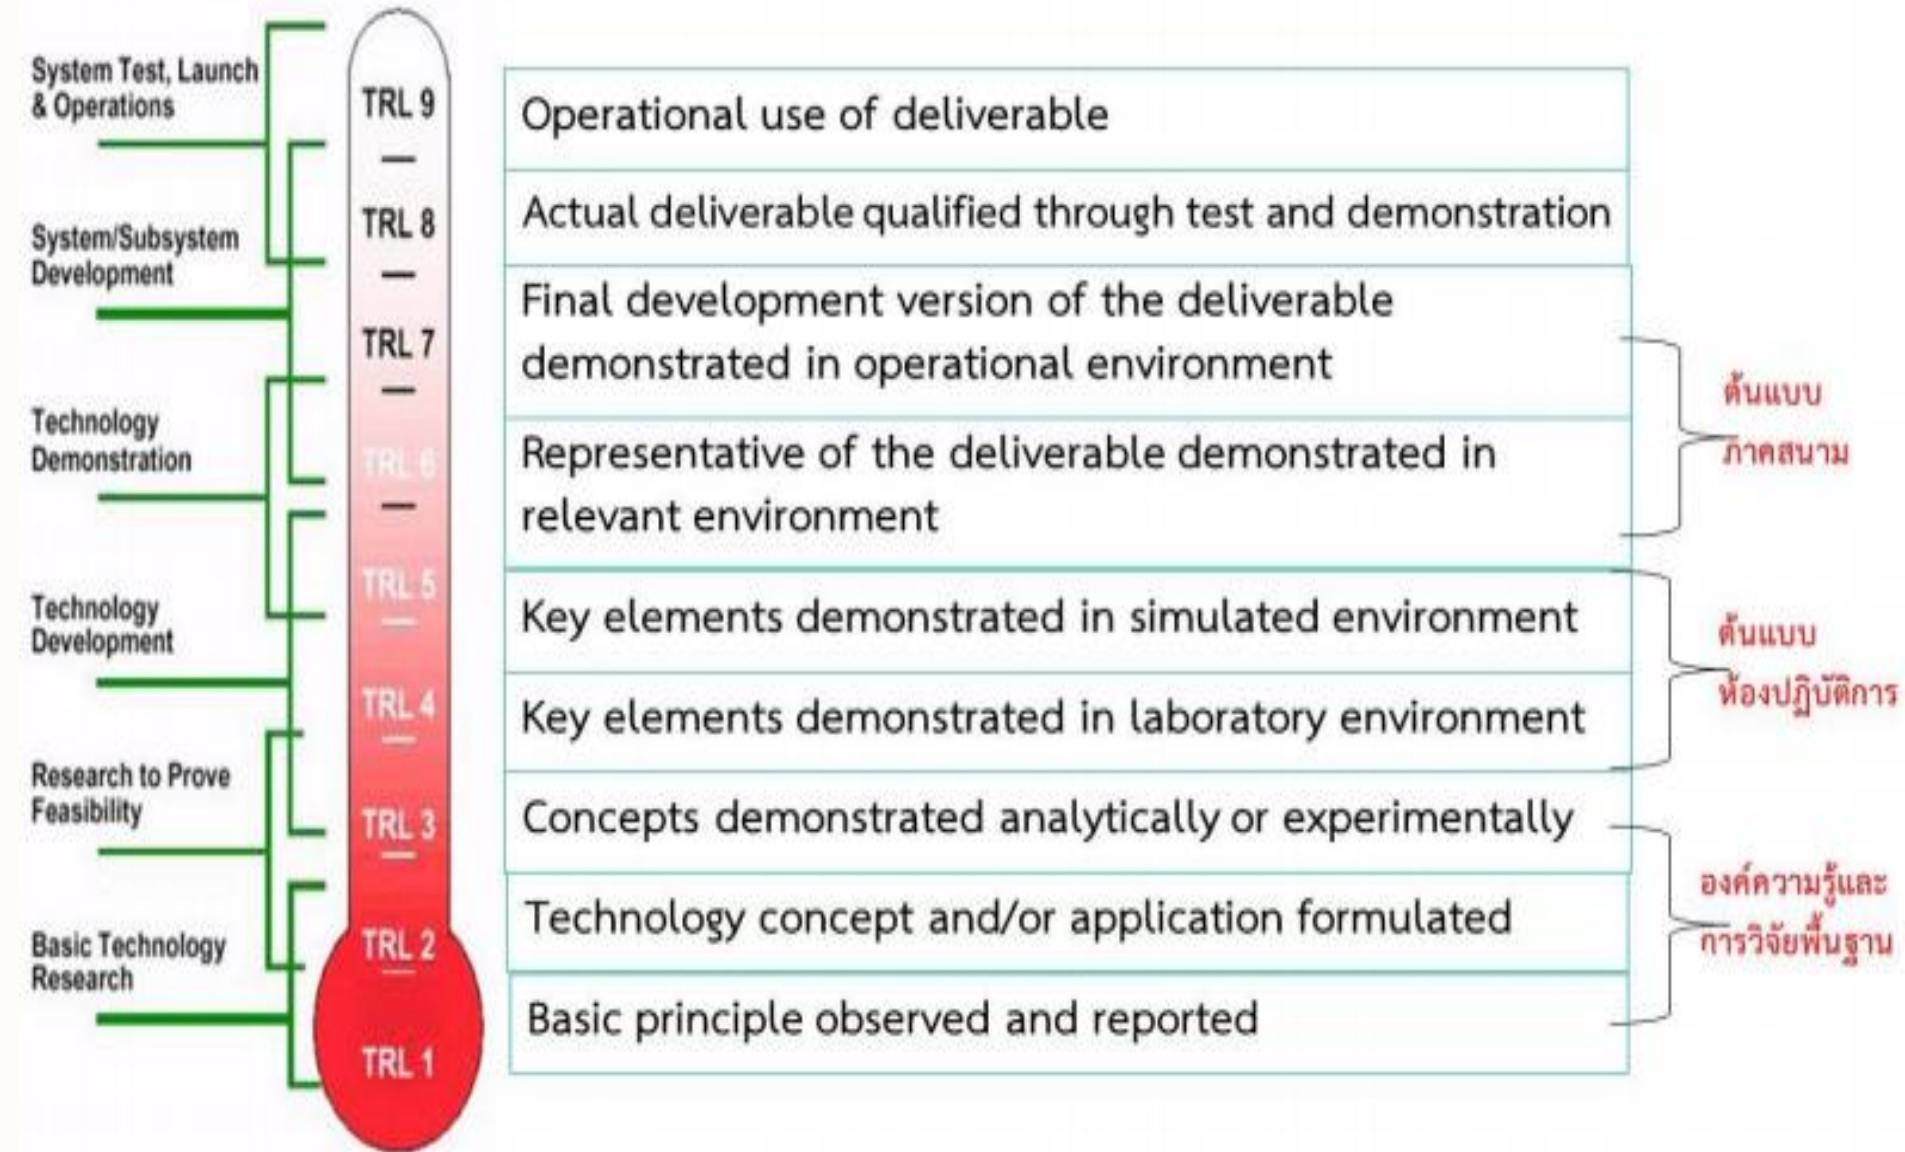 System Test, Launch
& Operations
System/Subsystem
Development
Technology
Demonstration
Technology
Development
Research to Prove
Feasibility
Basic Technology
Research
TRL 9
TRL 8
TRL 7
TRL 6
TRL 5
TRL 4
TRL 3
TRL 2
TRL 1
Operational use of deliverable
Actual deliverable qualified through test and demonstration
Final development version of the deliverable
demonstrated in operational environment
Representative of the deliverable demonstrated in
relevant environment
Key elements demonstrated in simulated environment
Key elements demonstrated in laboratory environment
Concepts demonstrated analytically or experimentally
Technology concept and/or application formulated
Basic principle observed and reported
ต้นแบบ
ภาคสนาม
ต้นแบบ
ห้องปฏิบัติการ
องค์ความรู้และ
การวิจัยพื้นฐาน